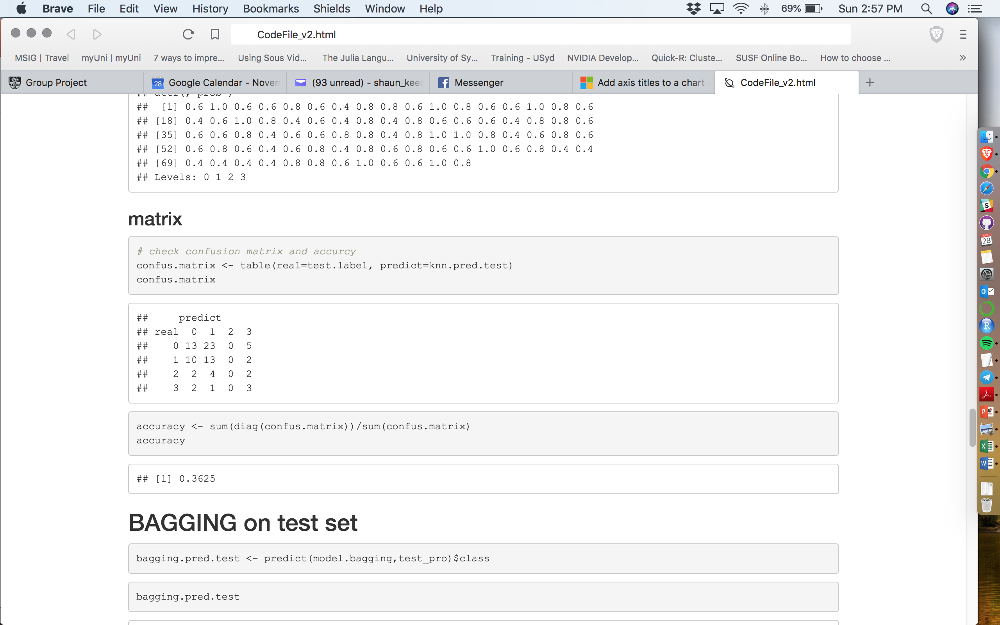 Brave File Edit View History Bookmarks Shields Window Help 69% Sun 2:57 PM
CodeFile_v2.html
MSIG | Travel myUni | myUni 7 ways to impre... Using Sous Vid... The Julia Langu... University of Sy... Training - USyd NVIDIA Develop... Quick-R: Cluste... SUSF Online Bo... How to choose ... »
Group Project 28 Google Calendar - Novem (93 unread) - shaun_kee Messenger Add axis titles to a chart CodeFile_v2.html +
## attr(,"prob")
## [1] 0.6 1.0 0.6 0.6 0.8 0.6 0.4 0.8 0.8 0.6 1.0 0.8 0.6 0.6 1.0 0.8 0.6
## [18] 0.4 0.6 1.0 0.8 0.4 0.6 0.4 0.8 0.4 0.8 0.6 0.6 0.6 0.4 0.8 0.8 0.6
## [35] 0.6 0.6 0.8 0.4 0.6 0.6 0.8 0.8 0.4 0.8 1.0 1.0 0.8 0.4 0.6 0.8 0.6
## [52] 0.6 0.8 0.6 0.4 0.6 0.8 0.4 0.8 0.6 0.8 0.6 0.6 1.0 0.6 0.8 0.4 0.4
## [69] 0.4 0.4 0.4 0.4 0.8 0.8 0.6 1.0 0.6 0.6 1.0 0.8
## Levels: 0 1 2 3
matrix
# check confusion matrix and accurcy
confus.matrix <- table(real=test.label, predict=knn.pred.test)
confus.matrix
## predict
## real 0 1 2 3
## 0 13 23 0 5
## 1 10 13 0 2
## 2 2 4 0 2
## 3 2 1 0 3
accuracy <- sum(diag(confus.matrix))/sum(confus.matrix)
accuracy
## [1] 0.3625
BAGGING on test set
bagging.pred.test <- predict(model.bagging,test_pro)$class
bagging.pred.test
S
OCT
28
O
R
P
X
W